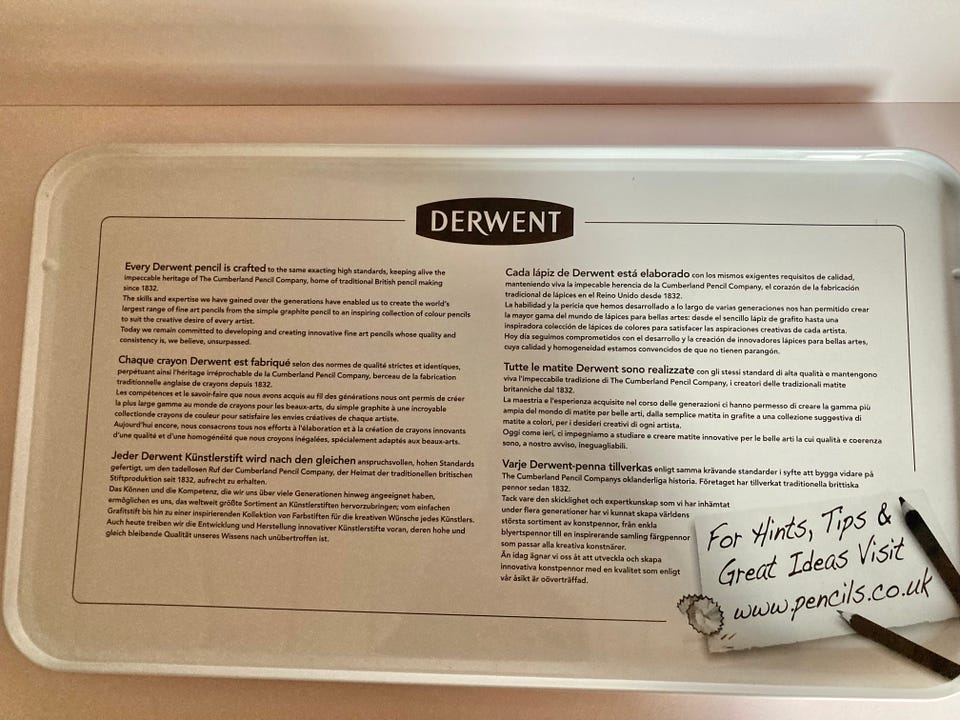 DERWENT
Every Derwent pencil is crafted to the same exacting high standards, keeping alive the
impeccable heritage of The Cumberland Pencil Company, home of traditional British pencil making
since 1832.
The skills and expertise we have gained over the generations have enabled us to create the world's
largest range of fine art pencils from the simple graphite pencil to an inspiring collection of colour pencils
to suit the creative desire of every artist.
Today we remain committed to developing and creating innovative fine art pencils whose quality and
consistency is, we believe, unsurpassed.
Chaque crayon Derwent est fabriqué selon des normes de qualité strictes et identiques,
perpétuant ainsi l'héritage irréprochable de la Cumberland Pencil Company, berceau de la fabrication
traditionnelle anglaise de crayons depuis 1832.
Les compétences et le savoir-faire que nous avons acquis au fil des générations nous ont permis de créer
la plus large gamme au monde de crayons pour les beaux-arts, du simple graphite à une incroyable
collectionde crayons de couleur pour satisfaire les envies créatives de chaque artiste.
Aujourd'hui encore, nous consacrons tous nos efforts à l'élaboration et à la création de crayons innovants
d'une qualité et d'une homogénéité que nous croyons inégalées, spécialement adaptés aux beaux-arts.
Jeder Derwent Künstlerstift wird nach den gleichen anspruchsvollen, hohen Standards
gefertigt, um den tadellosen Ruf der Cumberland Pencil Company, der Heimat der traditionellen britischen
Stiftproduktion seit 1832, aufrecht zu erhalten.
Das Können und die Kompetenz, die wir uns über viele Generationen hinweg angeeignet haben,
ermöglichen es uns, das weltweit größte Sortiment an Künstlerstiften hervorzubringen; vom einfachen
Grafitstift bis hin zu einer inspirierenden Kollektion von Farbstiften für die kreativen Wünsche jedes Künstlers.
Auch heute treiben wir die Entwicklung und Herstellung innovativer Künstlerstifte voran, deren hohe und
gleich bleibende Qualität unseres Wissens nach unübertroffen ist.
Cada lápiz de Derwent está elaborado con los mismos exigentes requisitos de calidad,
manteniendo viva la impecable herencia de la Cumberland Pencil Company, el corazón de la fabricación
tradicional de lápices en el Reino Unido desde 1832.
La habilidad y la pericia que hemos desarrollado a lo largo de varias generaciones nos han permitido crear
la mayor gama del mundo de lápices para bellas artes: desde el sencillo lápiz de grafito hasta una
inspiradora colección de lápices de colores para satisfacer las aspiraciones creativas de cada artista.
Hoy día seguimos comprometidos con el desarrollo y la creación de innovadores lápices para bellas artes,
cuya calidad y homogeneidad estamos convencidos de que no tienen parangón.
Tutte le matite Derwent sono realizzate con gli stessi standard di alta qualità e mantengono
viva l'impeccabile tradizione di The Cumberland Pencil Company, i creatori delle tradizionali matite
britanniche dal 1832.
La maestria e l'esperienza acquisite nel corso delle generazioni ci hanno permesso di creare la gamma più
ampia del mondo di matite per belle arti, dalla semplice matita in grafite a una collezione suggestiva di
matite a colori, per i desideri creativi di ogni artista.
Oggi come ieri, ci impegniamo a studiare e creare matite innovative per le belle arti la cui qualità e coerenza
sono, a nostro avviso, ineguagliabili.
Varje Derwent-penna tillverkas enligt samma krävande standarder i syfte att bygga vidare på
The Cumberland Pencil Companys oklanderliga historia. Företaget har tillverkat traditionella brittiska
pennor sedan 1832.
Tack vare den skicklighet och expertkunskap som vi har inhämtat
under flera generationer har vi kunnat skapa världens
största sortiment av konstpennor, från enkla
blyertspennor till en inspirerande samling färgpennor
som passar alla kreativa konstnärer.
Än idag ägnar vi oss åt att utveckla och skapa
innovativa konstpennor med en kvalitet som enligt
vår åsikt är oöverträffad.
For Hints, Tips &
Great Ideas Visit
www.pencils.co.uk